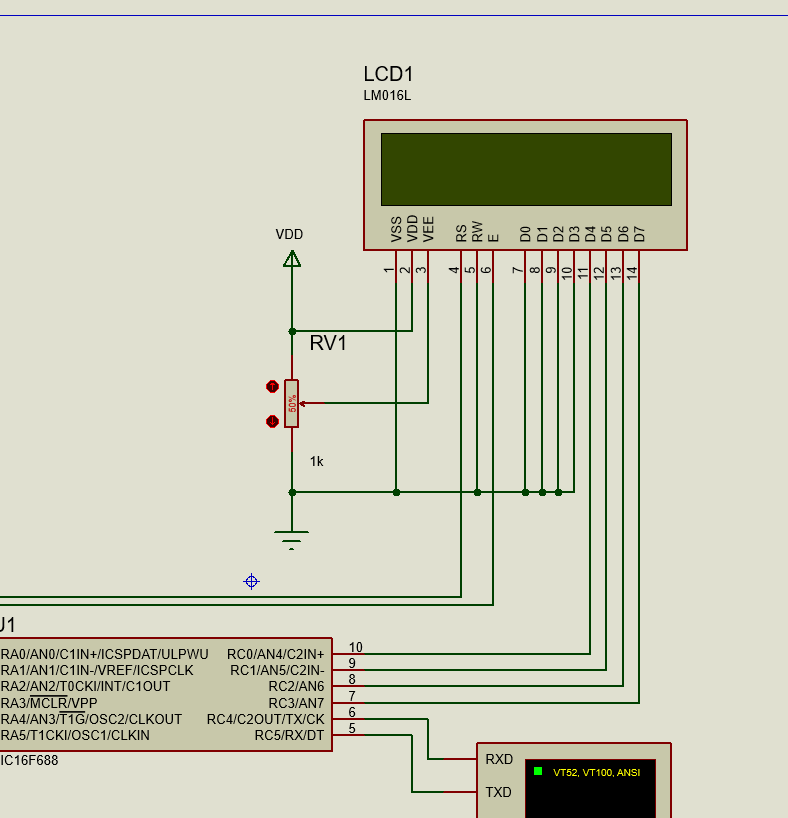 LCD1
LM016L
VSS VDD VEE RS RW E D0 D1 D2 D3 D4 D5 D6 D7
1 2 3 4 5 6 7 8 9 10 11 12 13 14
VDD
RV1
50%
1k
U1
RA0/AN0/C1IN+/ICSPDAT/ULPWU RC0/AN4/C2IN+ 10
RA1/AN1/C1IN-/VREF/ICSPCLK RC1/AN5/C2IN- 9
RA2/AN2/T0CKI/INT/C1OUT RC2/AN6 8
RA3/MCLR/VPP RC3/AN7 7
RA4/AN3/T1G/OSC2/CLKOUT RC4/C2OUT/TX/CK 6
RA5/T1CKI/OSC1/CLKIN RC5/RX/DT 5
IC16F688
RXD
VT52, VT100, ANSI
TXD